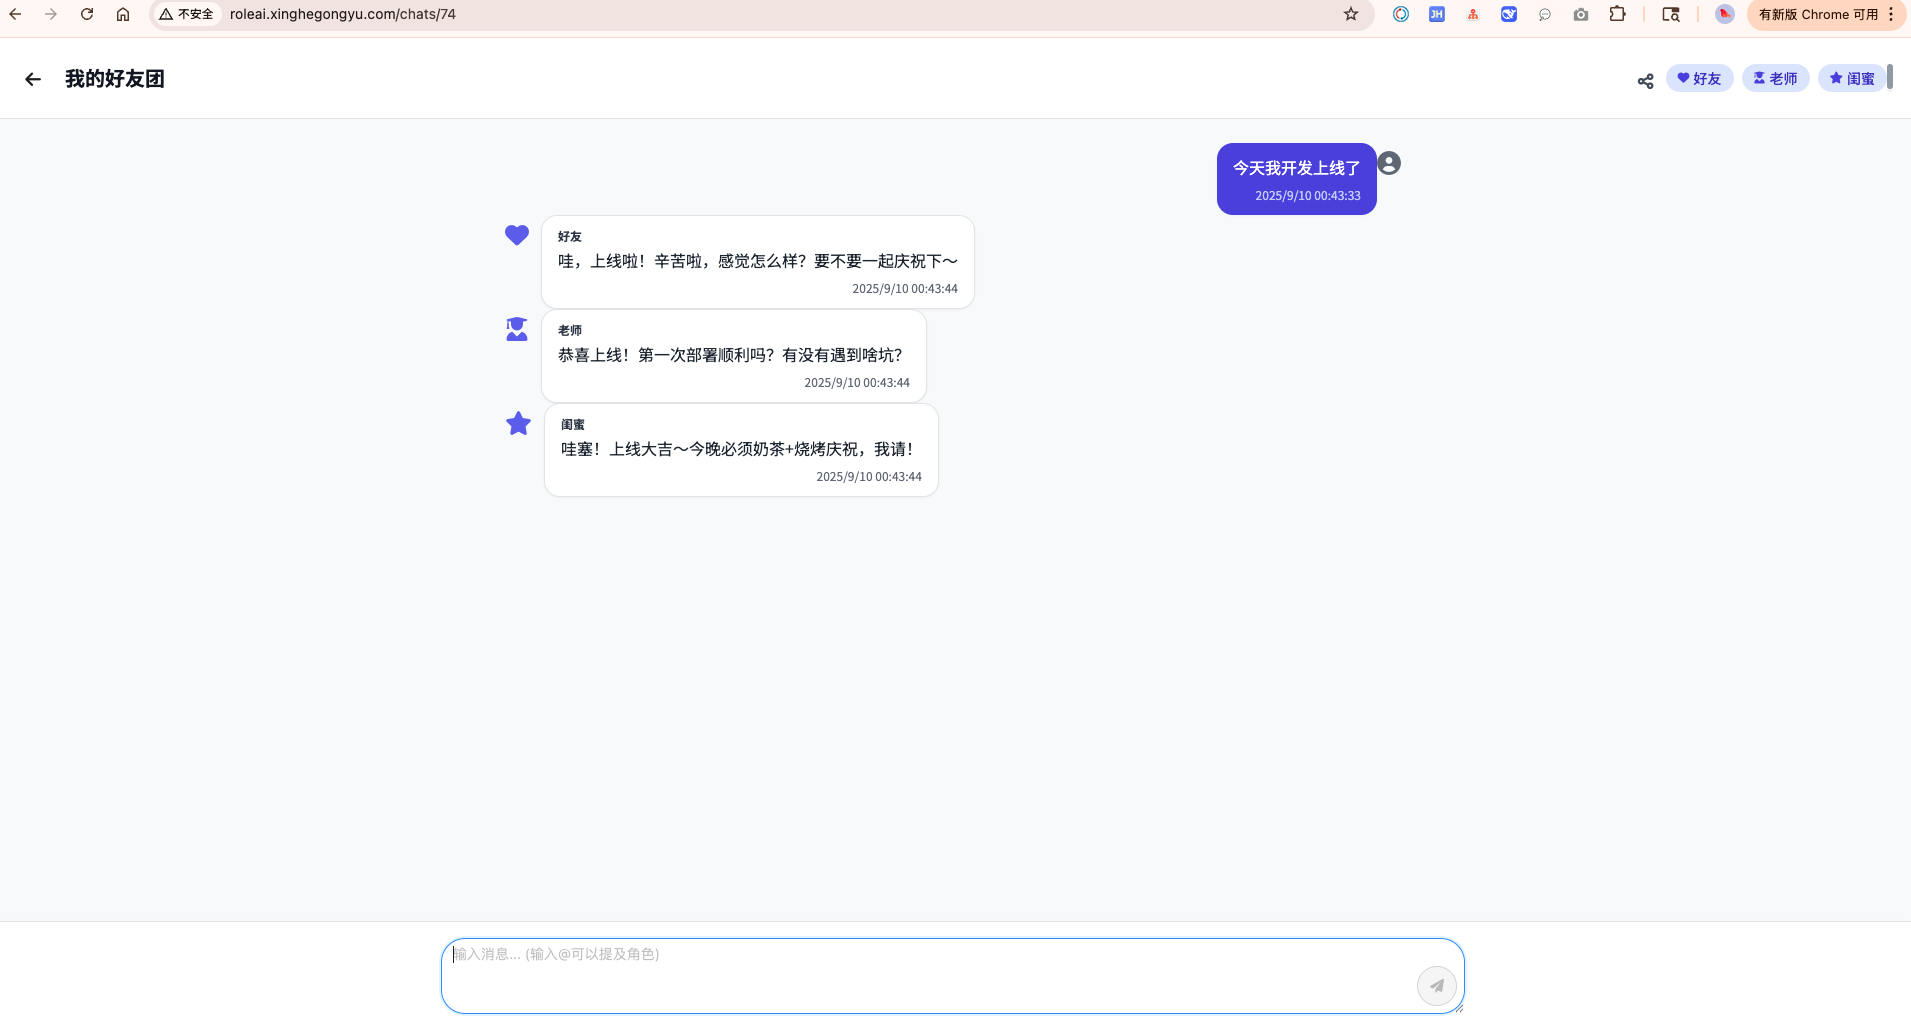 不安全
roleai.xinghegongyu.com/chats/74
JH
有新版 Chrome 可用
我的好友团
好友
老师
闺蜜
今天我开发上线了
2025/9/10 00:43:33
好友
哇，上线啦！辛苦啦，感觉怎么样？要不要一起庆祝下～
2025/9/10 00:43:44
老师
恭喜上线！第一次部署顺利吗？有没有遇到啥坑？
2025/9/10 00:43:44
闺蜜
哇塞！上线大吉～今晚必须奶茶+烧烤庆祝，我请！
2025/9/10 00:43:44
输入消息... (输入@可以提及角色)